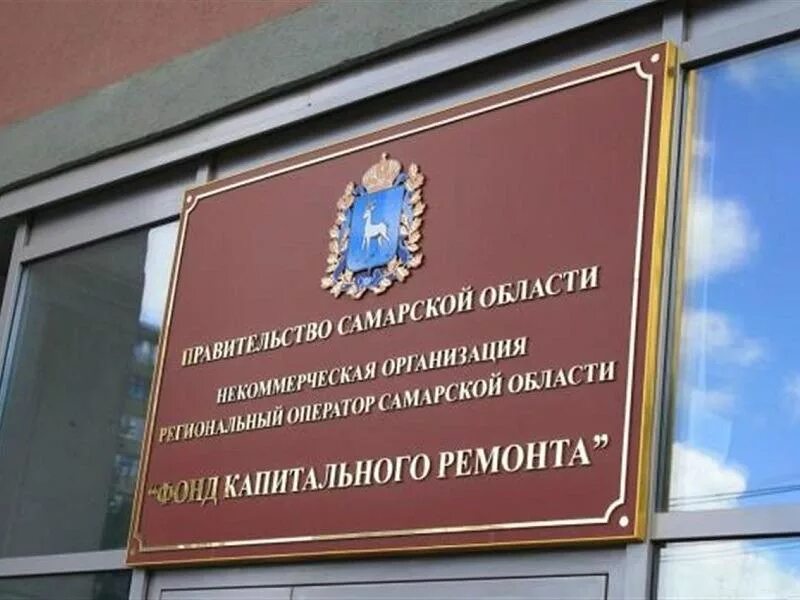 ПРАВИТЕЛЬСТВО САМАРСКОЙ ОБЛАСТИ
НЕКОММЕРЧЕСКАЯ ОРГАНИЗАЦИЯ
РЕГИОНАЛЬНЫЙ ОПЕРАТОР САМАРСКОЙ ОБЛАСТИ
“ФОНД КАПИТАЛЬНОГО РЕМОНТА”